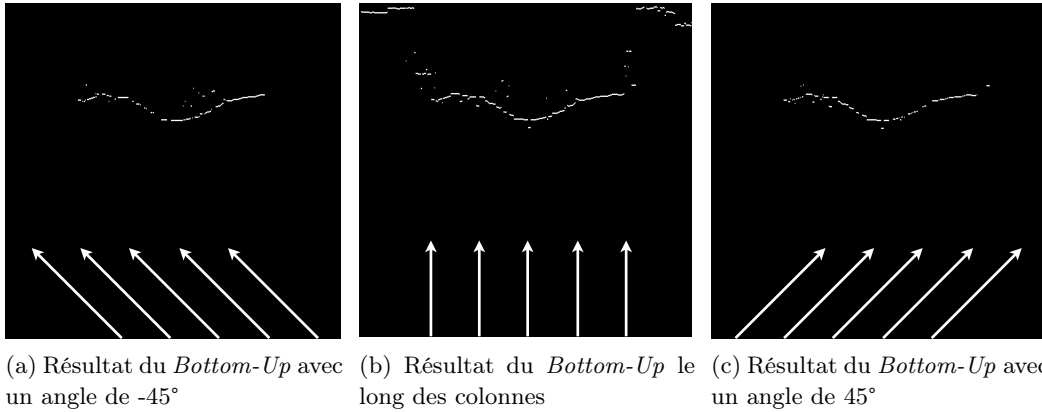 (a) Résultat du Bottom-Up avec
un angle de -45°
(b) Résultat du Bottom-Up le
long des colonnes
(c) Résultat du Bottom-Up avec
un angle de 45°